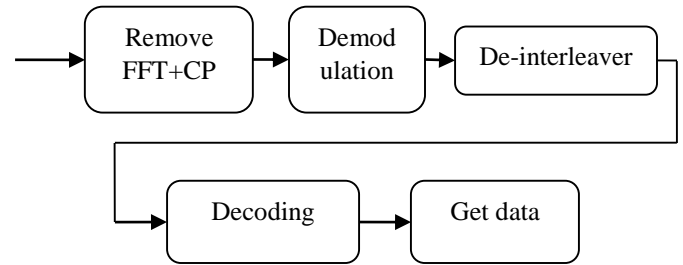 Remove
FFT+CP
Demod
ulation
De-interleaver
Decoding
Get data